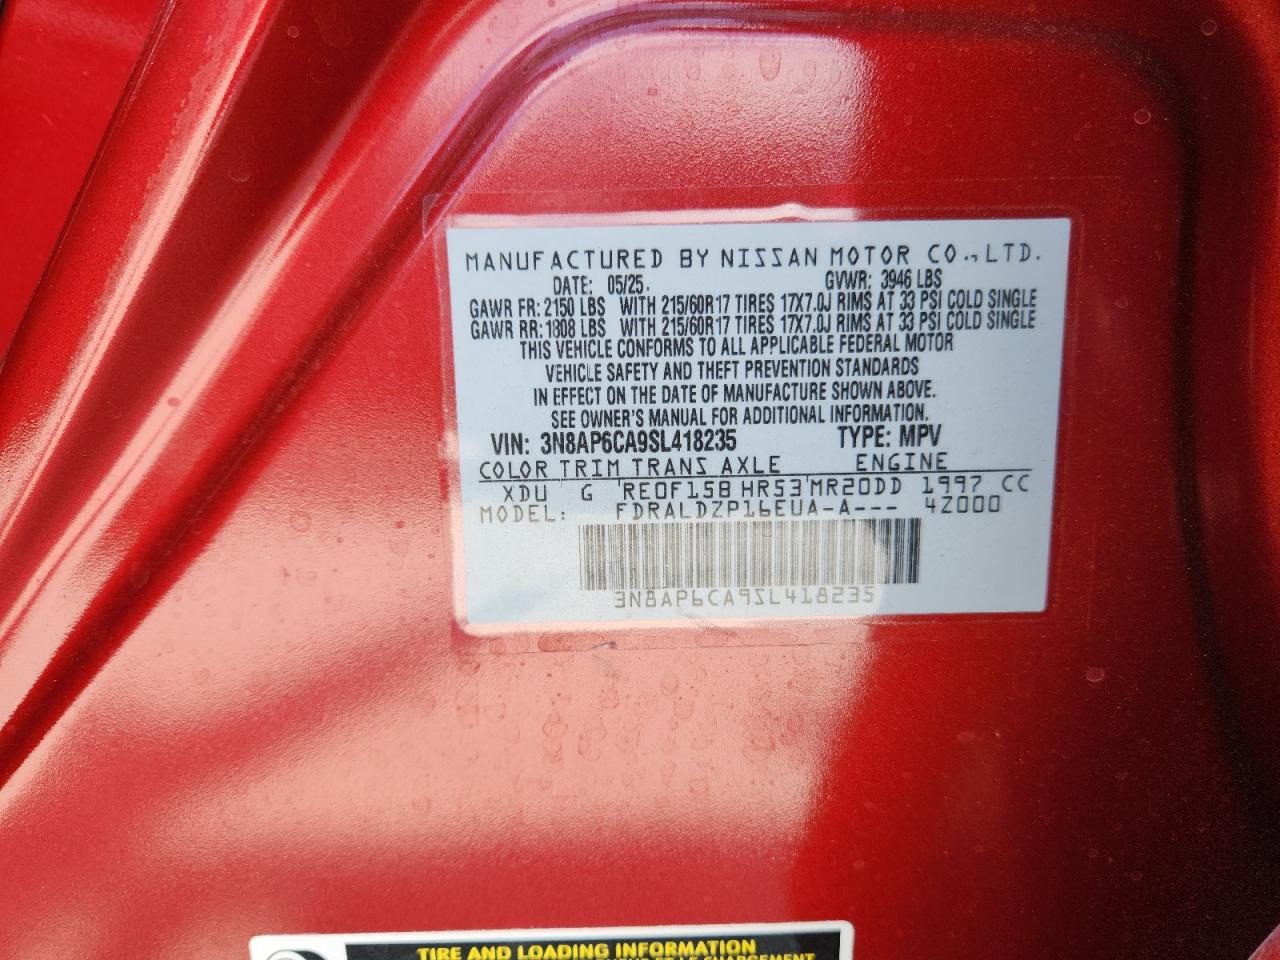 MANUFACTURED BY NISSAN MOTOR CO., LTD.
DATE: 05/25. GVWR: 3946 LBS
GAWR FR: 2150 LBS WITH 215/60R17 TIRES 17X7.0J RIMS AT 33 PSI COLD SINGLE
GAWR RR: 1808 LBS WITH 215/60R17 TIRES 17X7.0J RIMS AT 33 PSI COLD SINGLE
THIS VEHICLE CONFORMS TO ALL APPLICABLE FEDERAL MOTOR
VEHICLE SAFETY AND THEFT PREVENTION STANDARDS
IN EFFECT ON THE DATE OF MANUFACTURE SHOWN ABOVE.
SEE OWNER'S MANUAL FOR ADDITIONAL INFORMATION.
VIN: 3N8AP6CA9SL418235 TYPE: MPV
COLOR TRIM TRANS AXLE ENGINE
XDU G RE0F15B HR53 MR20DD 1997 CC
MODEL: FDRALDZP16EUA-A--- 4Z000
3N8AP6CA9SL418235
TIRE AND LOADING INFORMATION